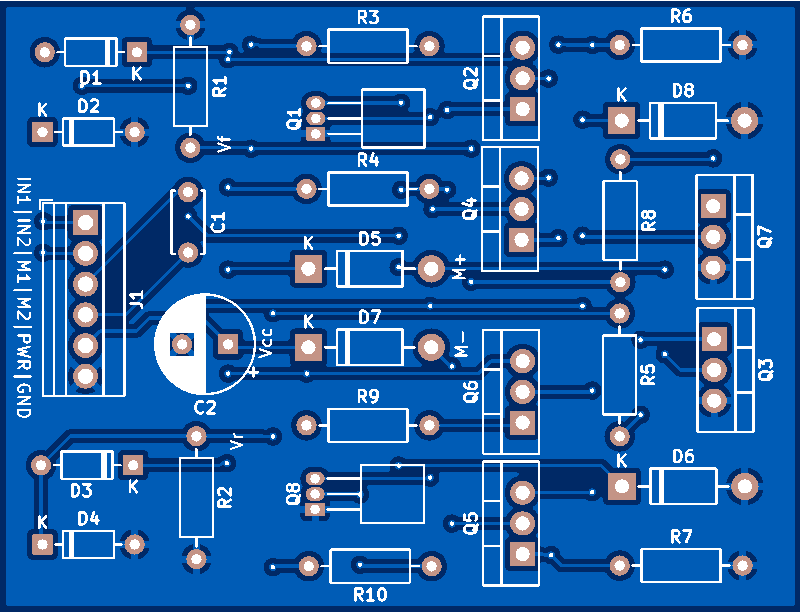 R3
R6
D1
K
R1
Q2
K
D2
Q1
K
D8
Vf
R4
IN1|IN2|M1|M2|PWR|GND
C1
Q4
R8
Q7
K
D5
M+
J1
K
D7
Vcc
M-
+
C2
Q6
R5
Q3
R9
Vr
K
D6
D3
K
R2
Q8
K
D4
Q5
R7
R10